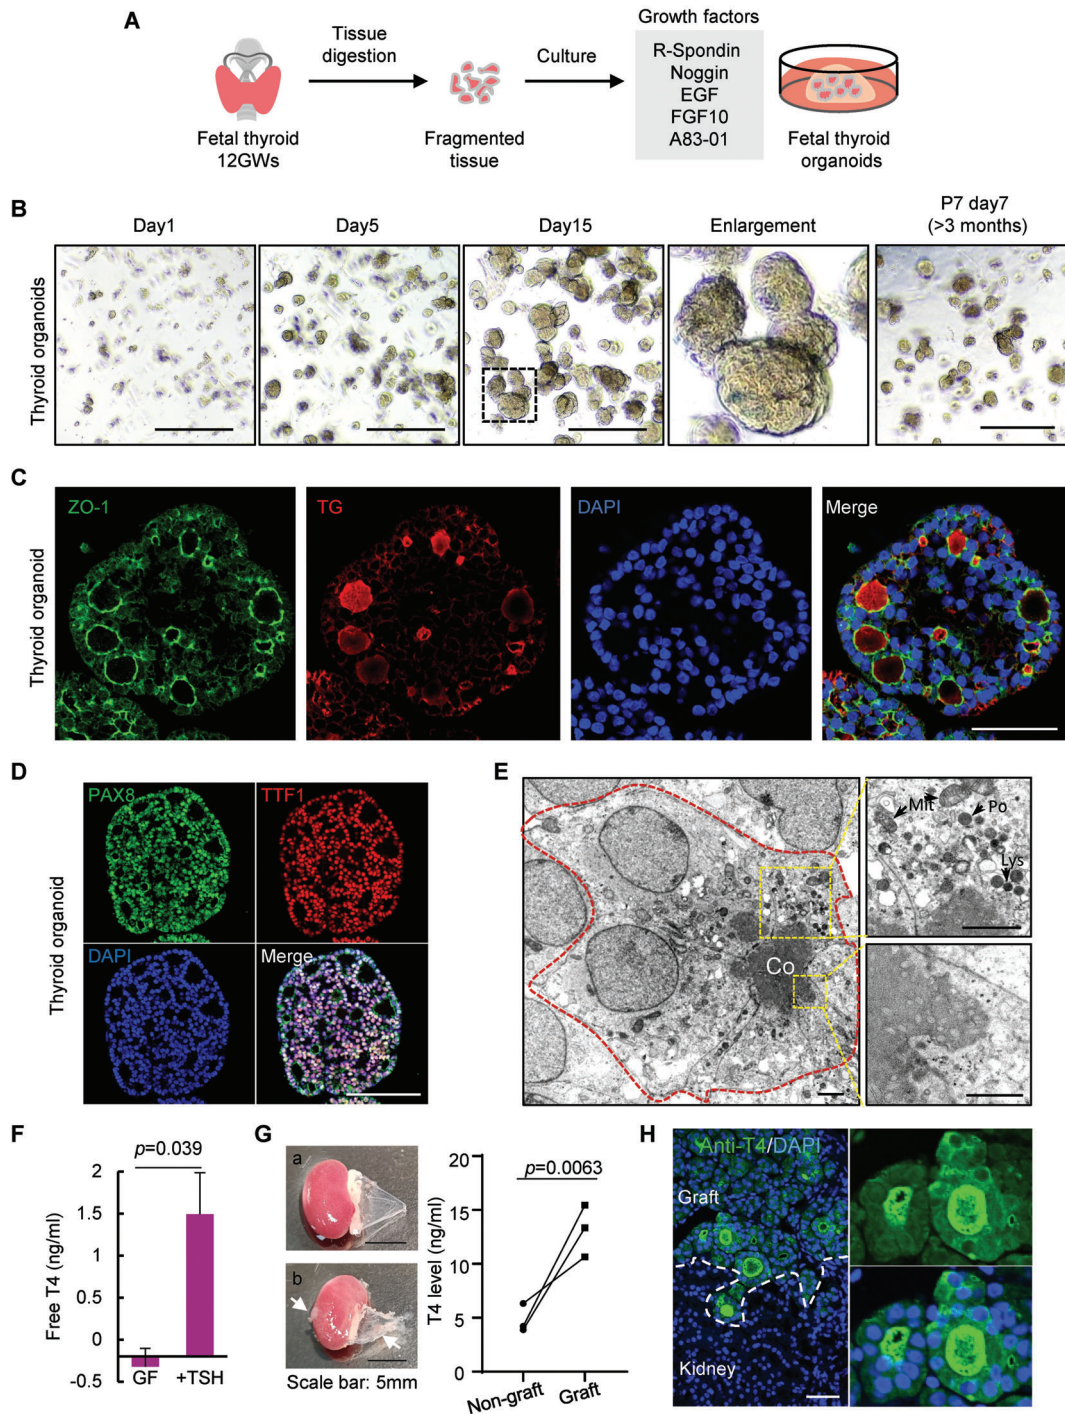 A
Tissue
digestion
Culture
Growth factors
R-Spondin
Noggin
EGF
FGF10
A83-01
Fetal thyroid
12GWs
Fragmented
tissue
Fetal thyroid
organoids
B
Day1
Day5
Day15
Enlargement
P7 day7
(>3 months)
Thyroid organoids
C
ZO-1
TG
DAPI
Merge
Thyroid organoid
D
PAX8
TTF1
DAPI
Merge
Thyroid organoid
E
Co
Mit
Po
Lys
F
p=0.039
Free T4 (ng/ml)
2
1.5
1
0.5
0
-0.5
GF
+TSH
G
a
b
Scale bar: 5mm
p=0.0063
T4 level (ng/ml)
20
15
10
5
0
Non-graft
Graft
H
Anti-T4/DAPI
Graft
Kidney